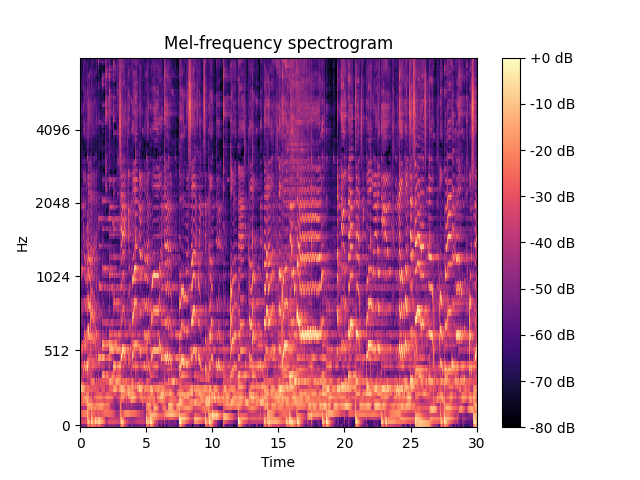 Mel-frequency spectrogram
Hz
4096
2048
1024
512
0
0 5 10 15 20 25 30
Time
+0 dB
-10 dB
-20 dB
-30 dB
-40 dB
-50 dB
-60 dB
-70 dB
-80 dB